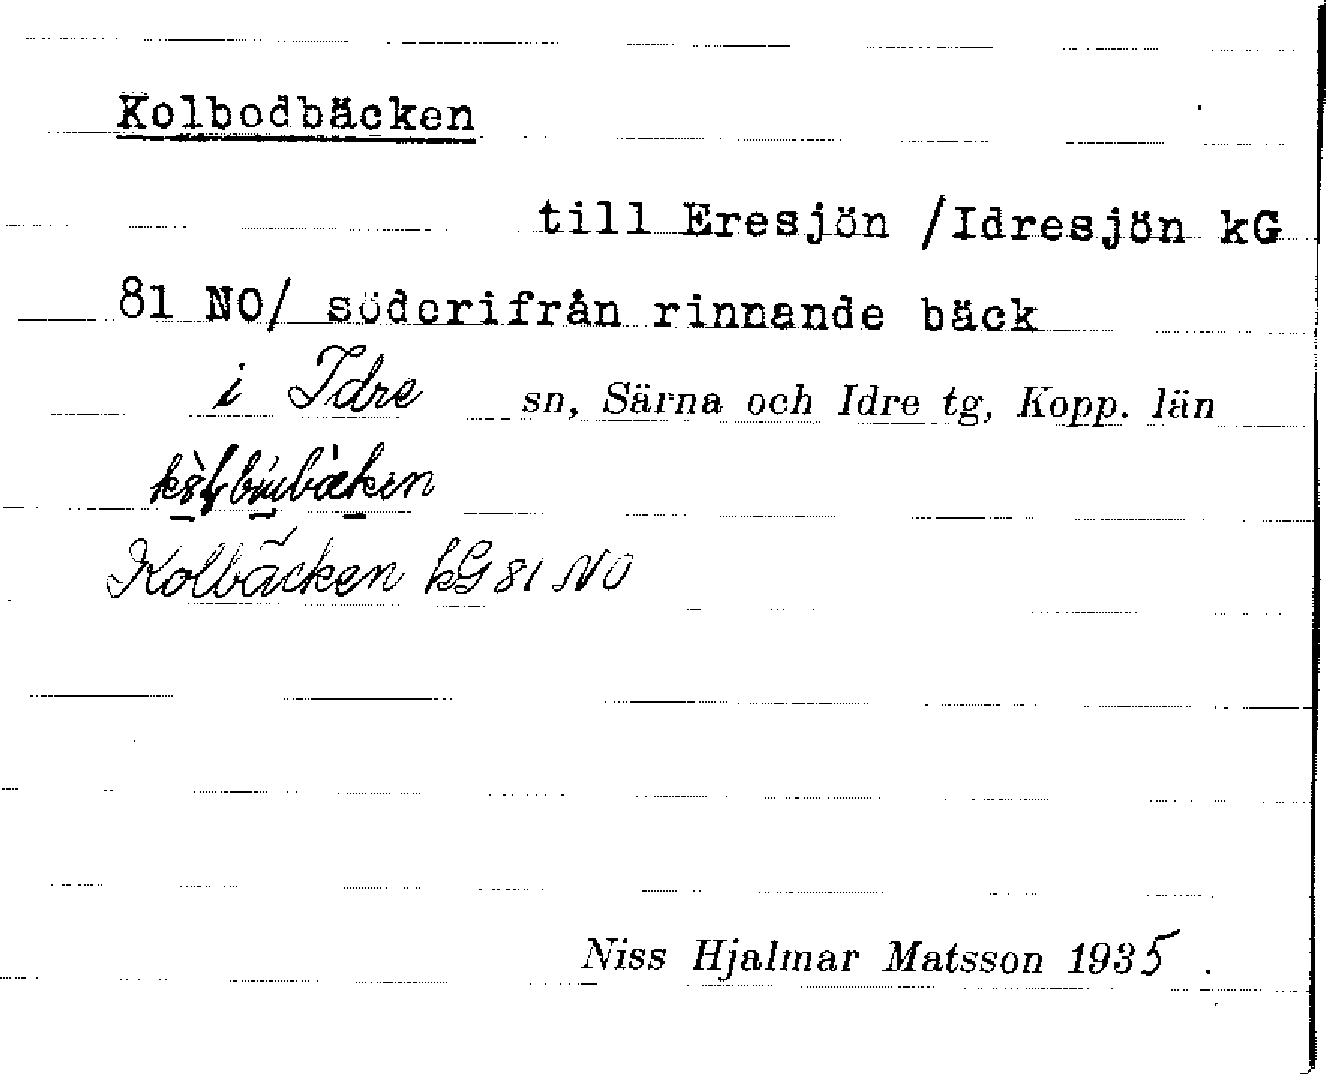 Kolbodbäcken
till Eresjön /Idresjön kG
81 NO/ söderifrån rinnande bäck
i Idre sn, Särna och Idre tg, Kopp. län
Kolbäcken kG 81 NO
Niss Hjalmar Matsson 1935.